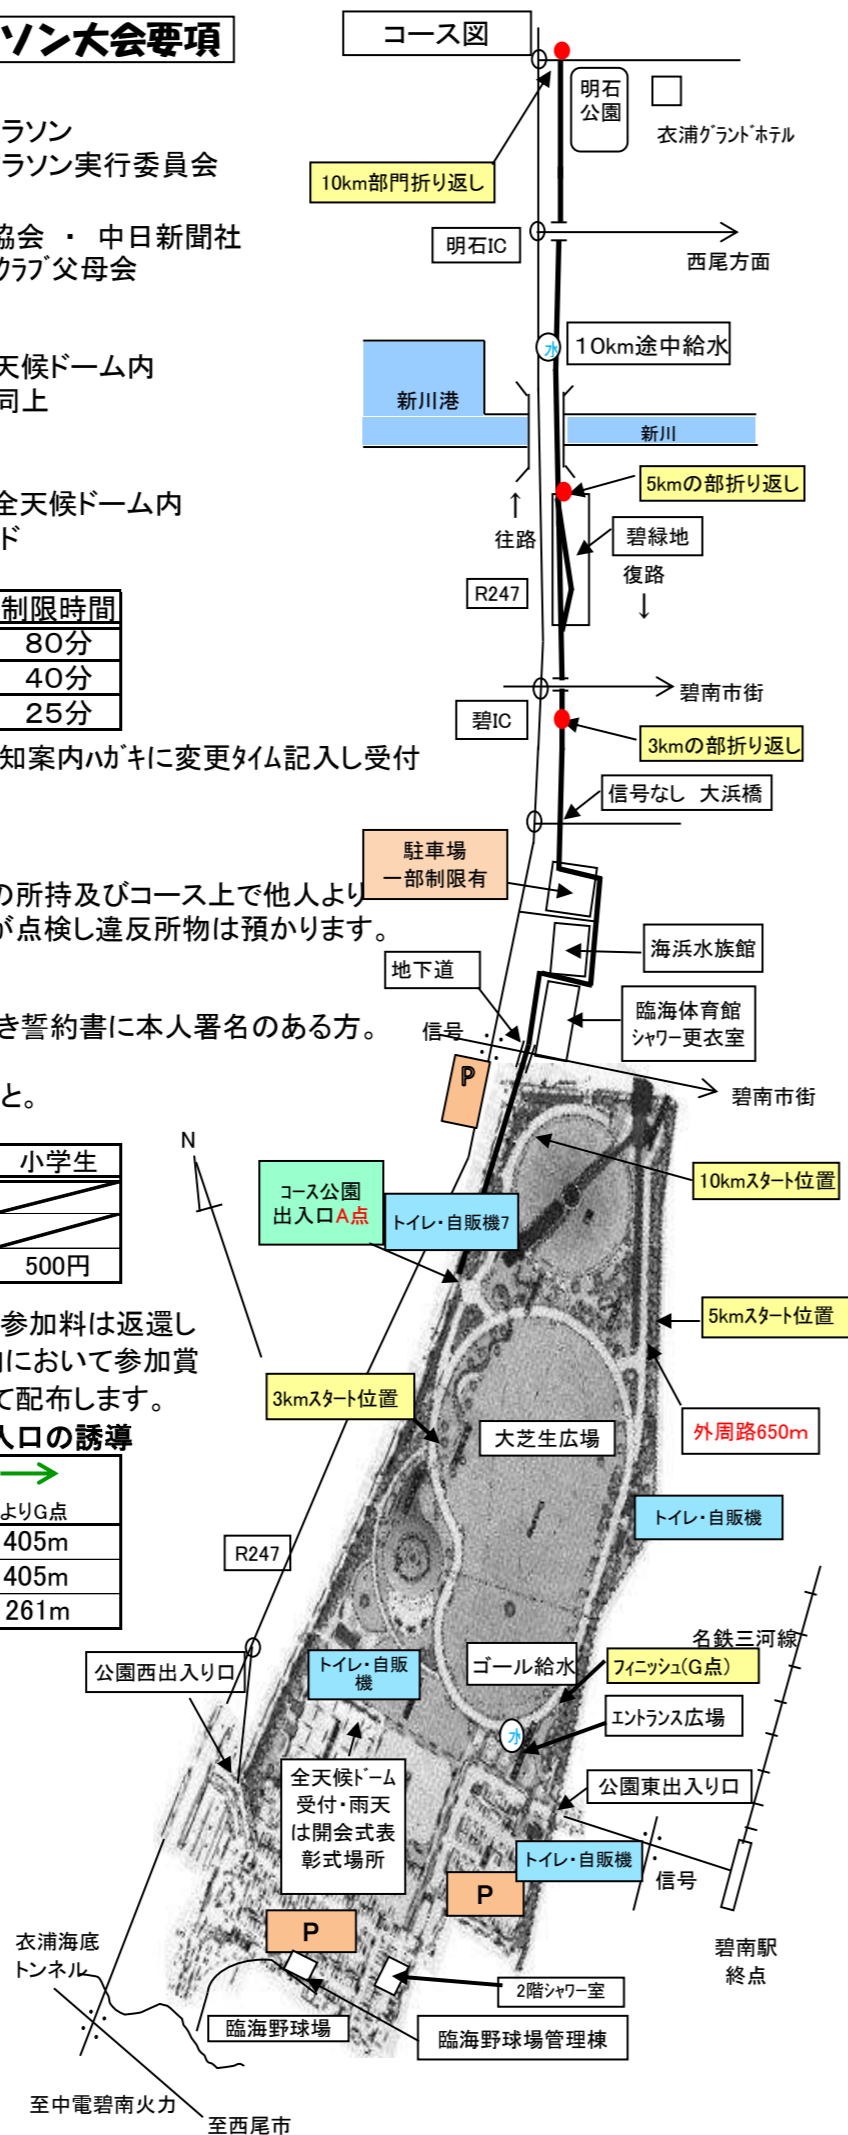 ソン大会要項
コース図
ラソン
ラソン実行委員会
協会 ・ 中日新聞社
クラブ父母会
天候ドーム内
同上
全天候ドーム内
ド
制限時間
80分
40分
25分
知案内ハガキに変更タイム記入し受付
の所持及びコース上で他人より
が点検し違反所物は預かります。
き誓約書に本人署名のある方。
と。
小学生
500円
参加料は返還し
内において参加賞
て配布します。
入口の誘導
よりG点
405m
405m
261m
明石
公園
衣浦グランドホテル
10km部門折り返し
明石IC
西尾方面
水
10km途中給水
新川港
新川
5kmの部折り返し
往路
碧緑地
復路
R247
碧南市街
碧IC
3kmの部折り返し
信号なし 大浜橋
駐車場
一部制限有
海浜水族館
地下道
臨海体育館
シャワー更衣室
信号
P
碧南市街
N
10kmスタート位置
コース公園
出入口A点
トイレ・自販機7
5kmスタート位置
3kmスタート位置
大芝生広場
外周路650m
トイレ・自販機
R247
名鉄三河線
公園西出入り口
トイレ・自販
機
ゴール給水
フィニッシュ(G点)
エントランス広場
水
全天候ドーム
受付・雨天
は開会式表
彰式場所
公園東出入り口
トイレ・自販機
信号
P
P
碧南駅
終点
衣浦海底
トンネル
2階シャワー室
臨海野球場
臨海野球場管理棟
至中電碧南火力
至西尾市